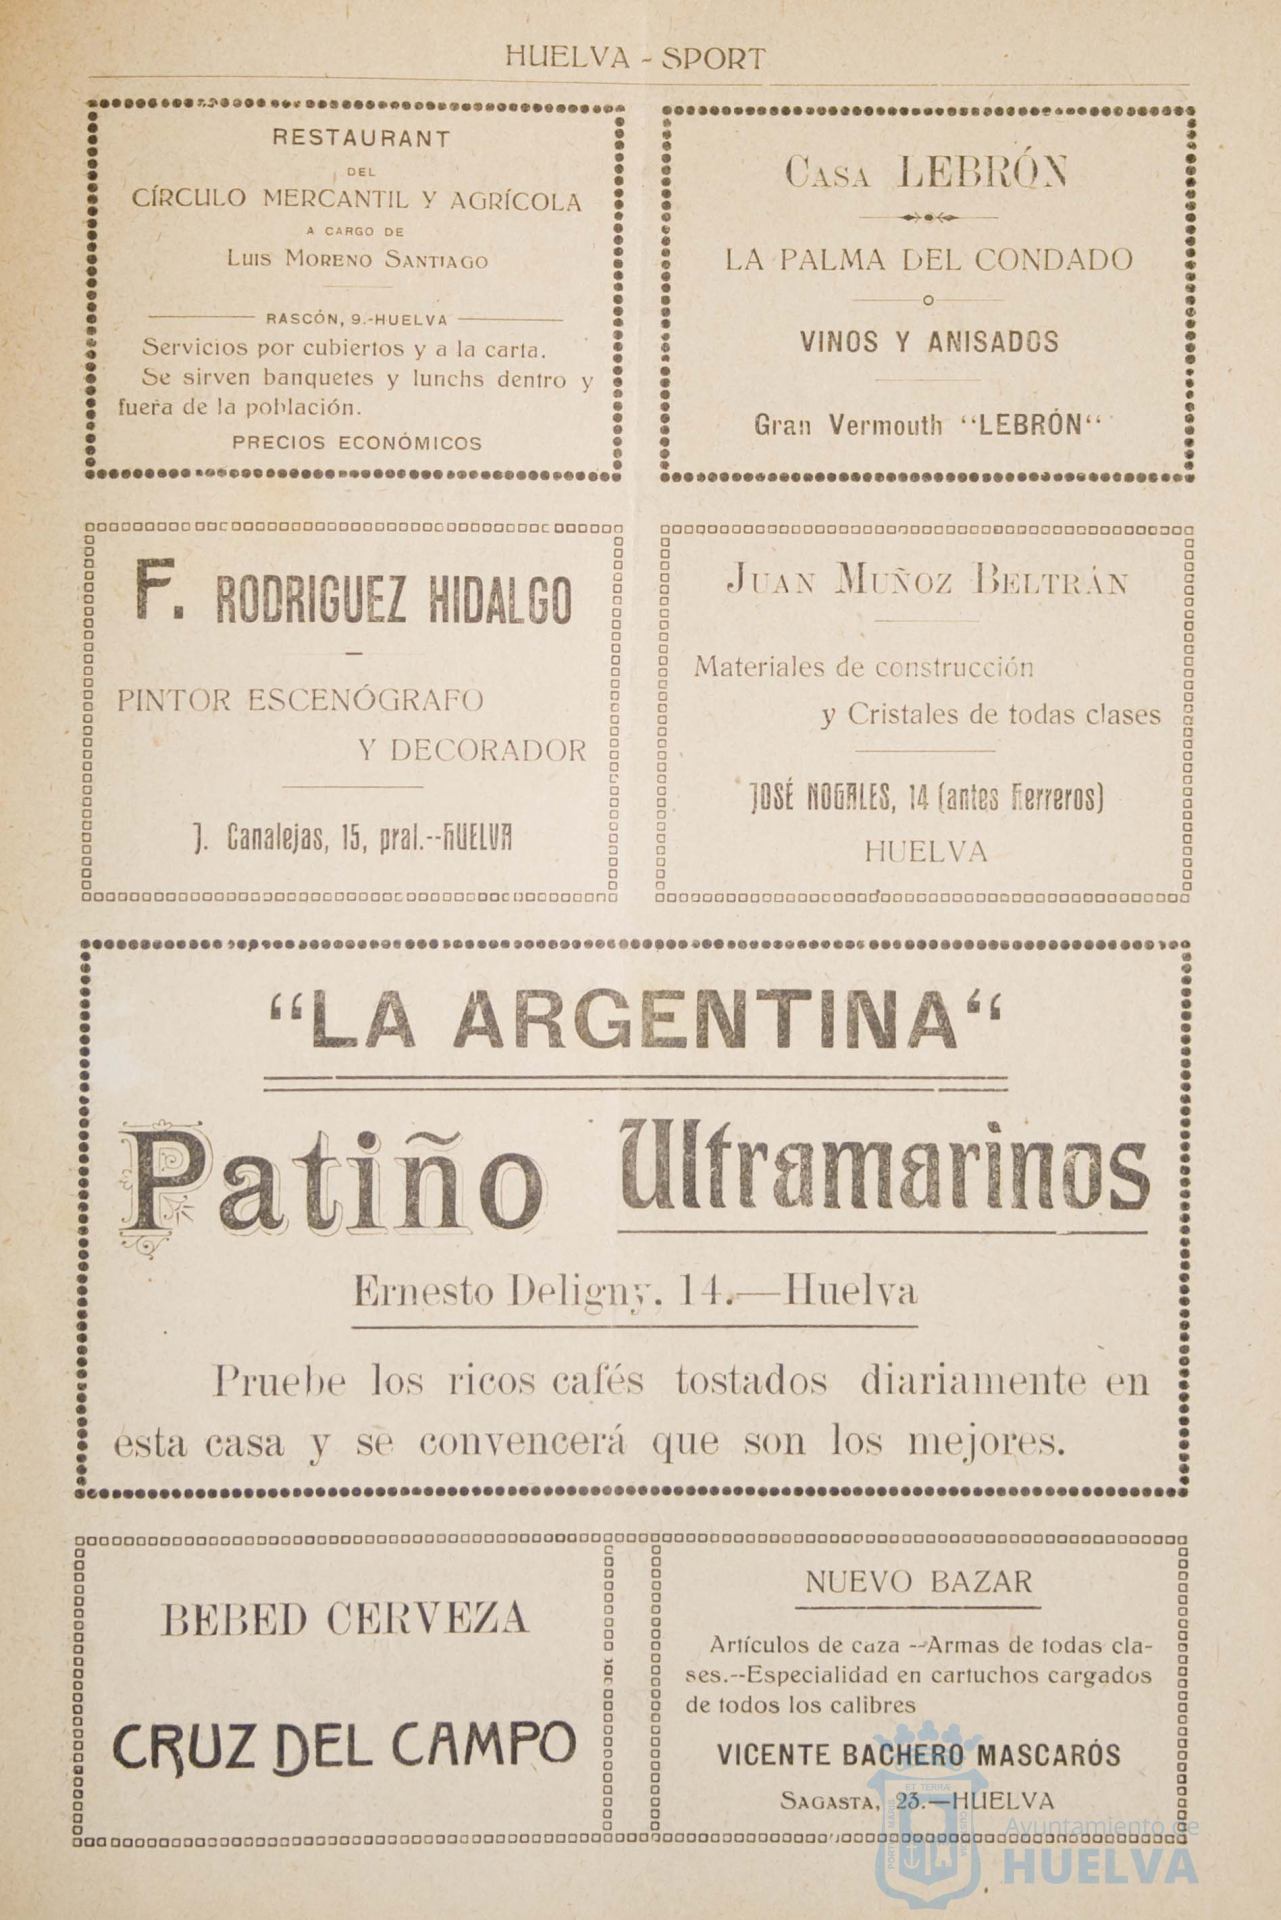 HUELVA - SPORT
RESTAURANT
DEL
CÍRCULO MERCANTIL Y AGRÍCOLA
A CARGO DE
LUIS MORENO SANTIAGO
RASCÓN, 9.-HUELVA
Servicios por cubiertos y a la carta.
Se sirven banquetes y lunchs dentro y
fuera de la población.
PRECIOS ECONÓMICOS
CASA LEBRÓN
LA PALMA DEL CONDADO
VINOS Y ANISADOS
Gran Vermouth "LEBRÓN"
F. RODRIGUEZ HIDALGO
PINTOR ESCENÓGRAFO
Y DECORADOR
J. Canalejas, 15, pral.--HUELVA
JUAN MUÑOZ BELTRÁN
Materiales de construcción
y Cristales de todas clases
JOSÉ NOGALES, 14 (antes Herreros)
HUELVA
"LA ARGENTINA"
Patiño Ultramarinos
Ernesto Deligny, 14.—Huelva
Pruebe los ricos cafés tostados diariamente en
esta casa y se convencerá que son los mejores.
BEBED CERVEZA
CRUZ DEL CAMPO
NUEVO BAZAR
Artículos de caza --Armas de todas cla-
ses.--Especialidad en cartuchos cargados
de todos los calibres
VICENTE BACHERO MASCARÓS
SAGASTA, 23.—HUELVA
Ayuntamiento de
HUELVA